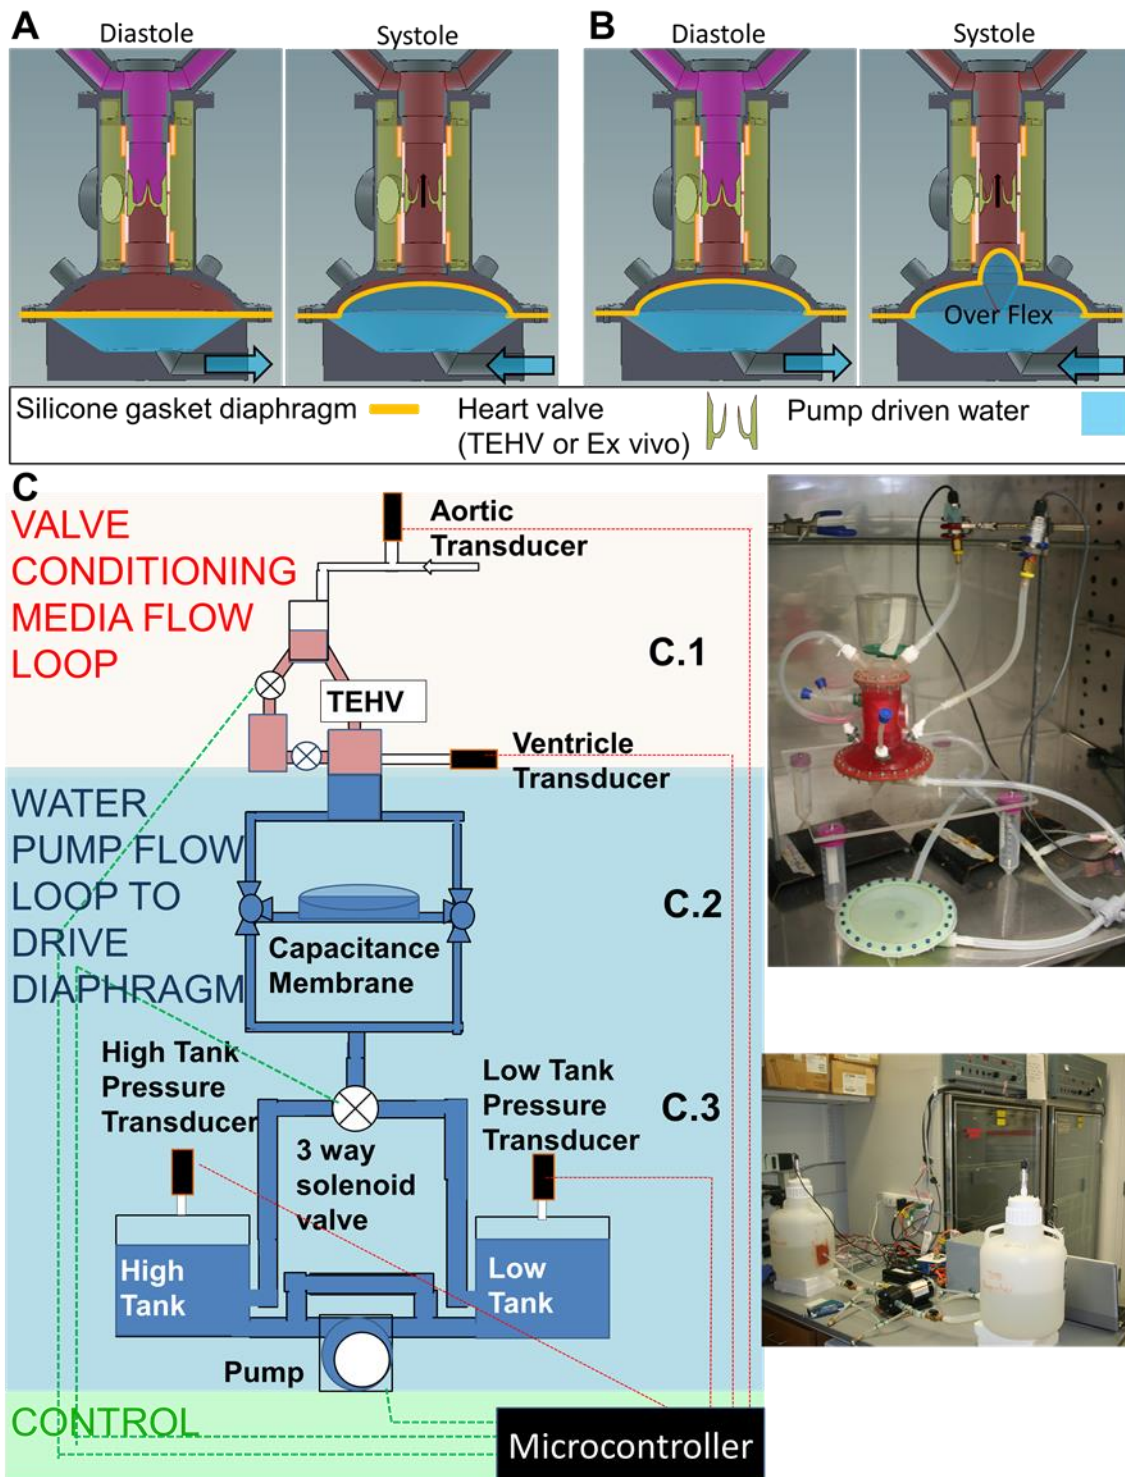 A
Diastole
Systole
B
Diastole
Systole
Over Flex
Silicone gasket diaphragm
Heart valve
(TEHV or Ex vivo)
Pump driven water
C
VALVE
CONDITIONING
MEDIA FLOW
LOOP
Aortic
Transducer
C.1
TEHV
Ventricle
Transducer
WATER
PUMP FLOW
LOOP TO
DRIVE
DIAPHRAGM
C.2
Capacitance
Membrane
High Tank
Pressure
Transducer
Low Tank
Pressure
Transducer
C.3
3 way
solenoid
valve
High
Tank
Low
Tank
Pump
CONTROL
Microcontroller